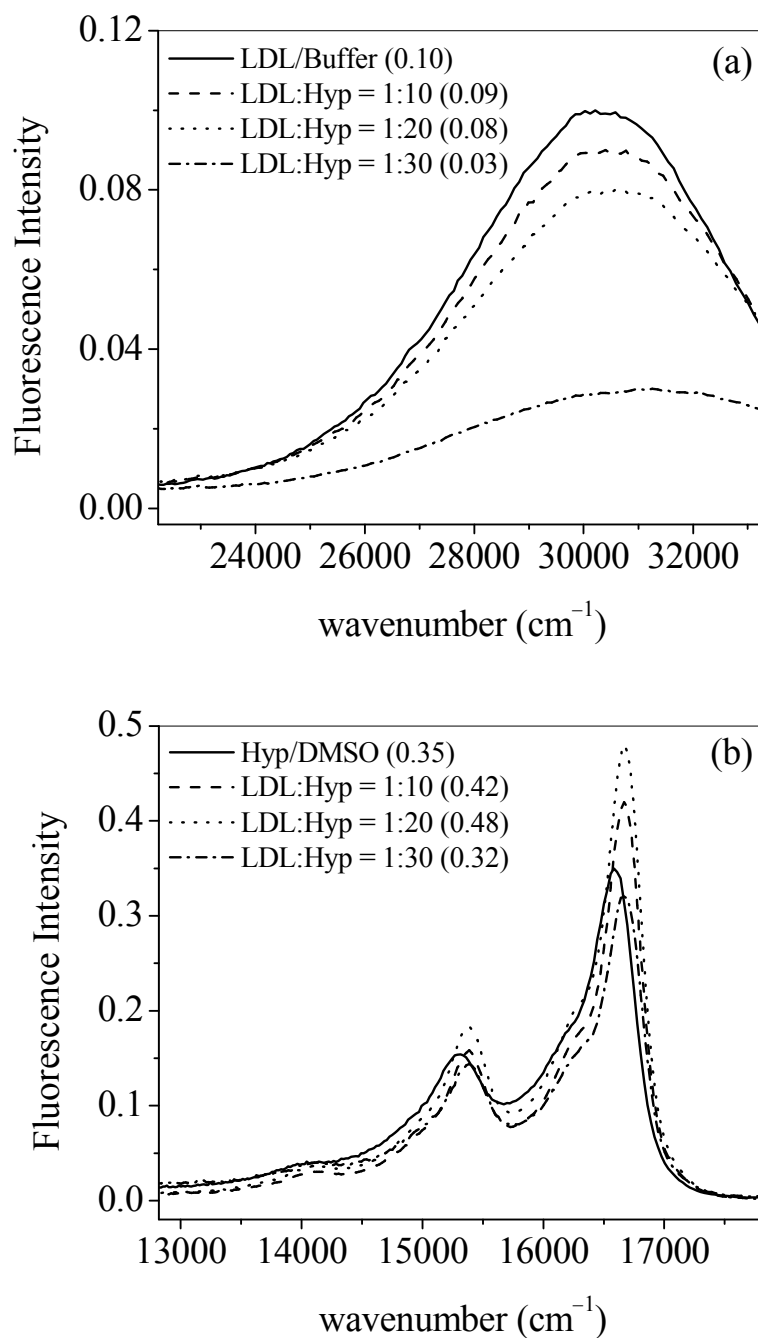 0.12
LDL/Buffer (0.10)
(a)
LDL:Hyp = 1:10 (0.09)
LDL:Hyp = 1:20 (0.08)
LDL:Hyp = 1:30 (0.03)
0.08
0.04
0.00
Fluorescence Intensity
24000 26000 28000 30000 32000
wavenumber (cm⁻¹)
0.5
Hyp/DMSO (0.35)
(b)
LDL:Hyp = 1:10 (0.42)
LDL:Hyp = 1:20 (0.48)
LDL:Hyp = 1:30 (0.32)
0.4
0.3
0.2
0.1
0.0
Fluorescence Intensity
13000 14000 15000 16000 17000
wavenumber (cm⁻¹)